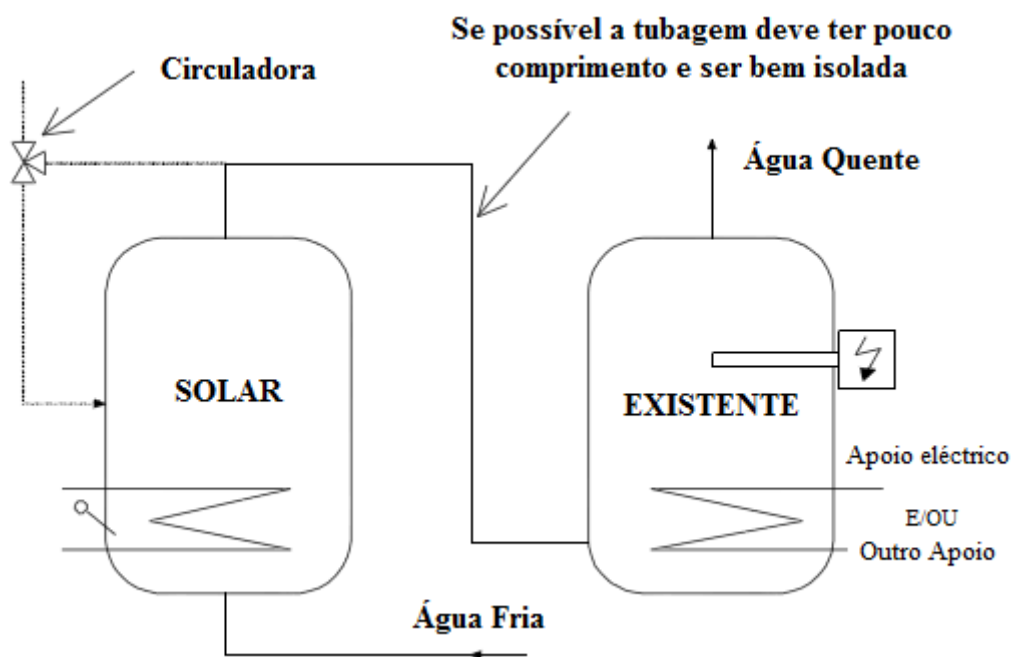 Se possível a tubagem deve ter pouco
comprimento e ser bem isolada
Circuladora
Água Quente
SOLAR
EXISTENTE
Apoio eléctrico
E/OU
Outro Apoio
Água Fria